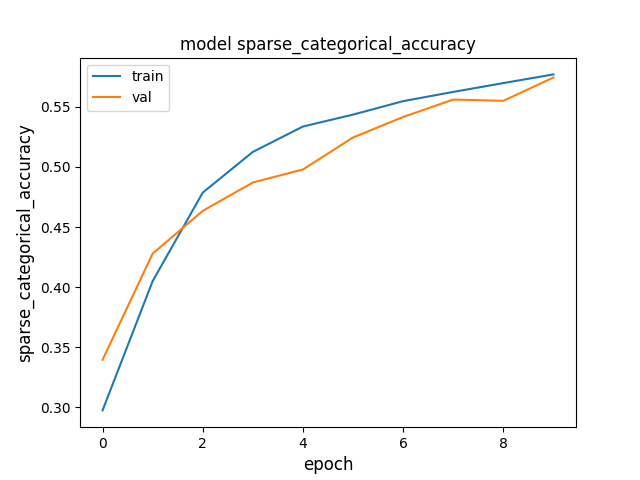 model sparse_categorical_accuracy
train
val
sparse_categorical_accuracy
0.55
0.50
0.45
0.40
0.35
0.30
0 2 4 6 8
epoch